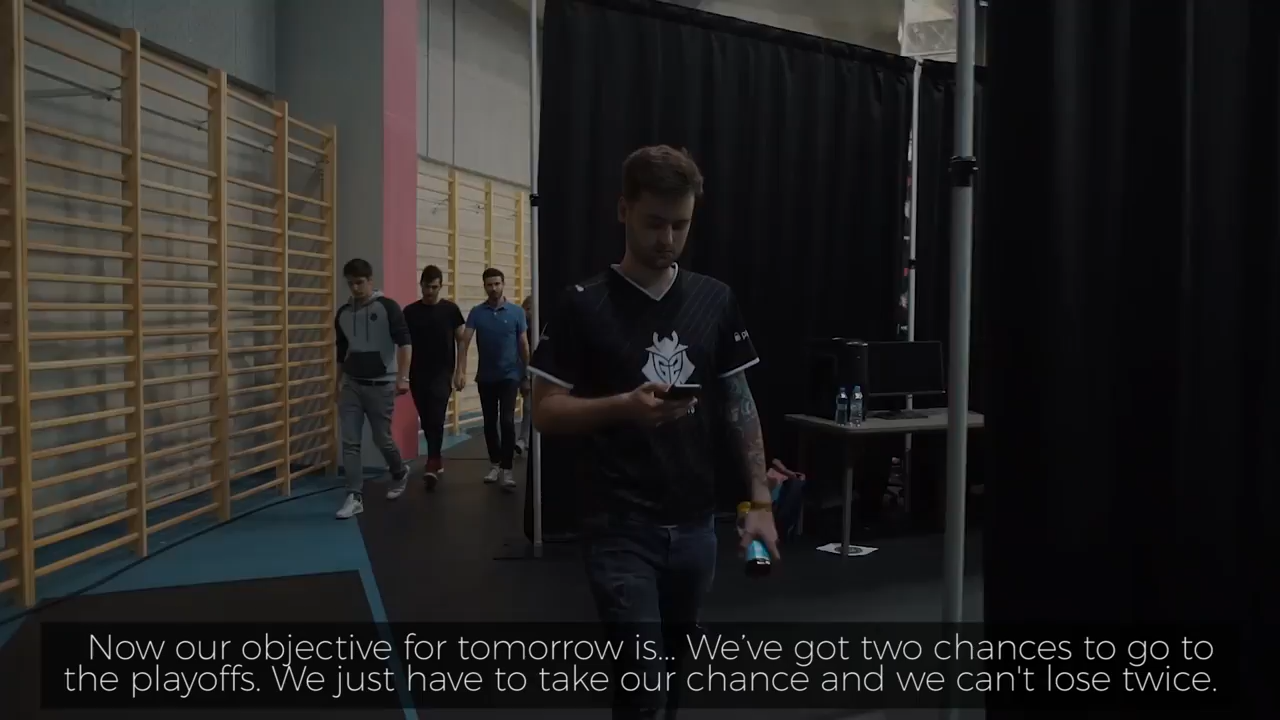 G2
Now our objective for tomorrow is... We've got two chances to go to
the playoffs. We just have to take our chance and we can't lose twice.